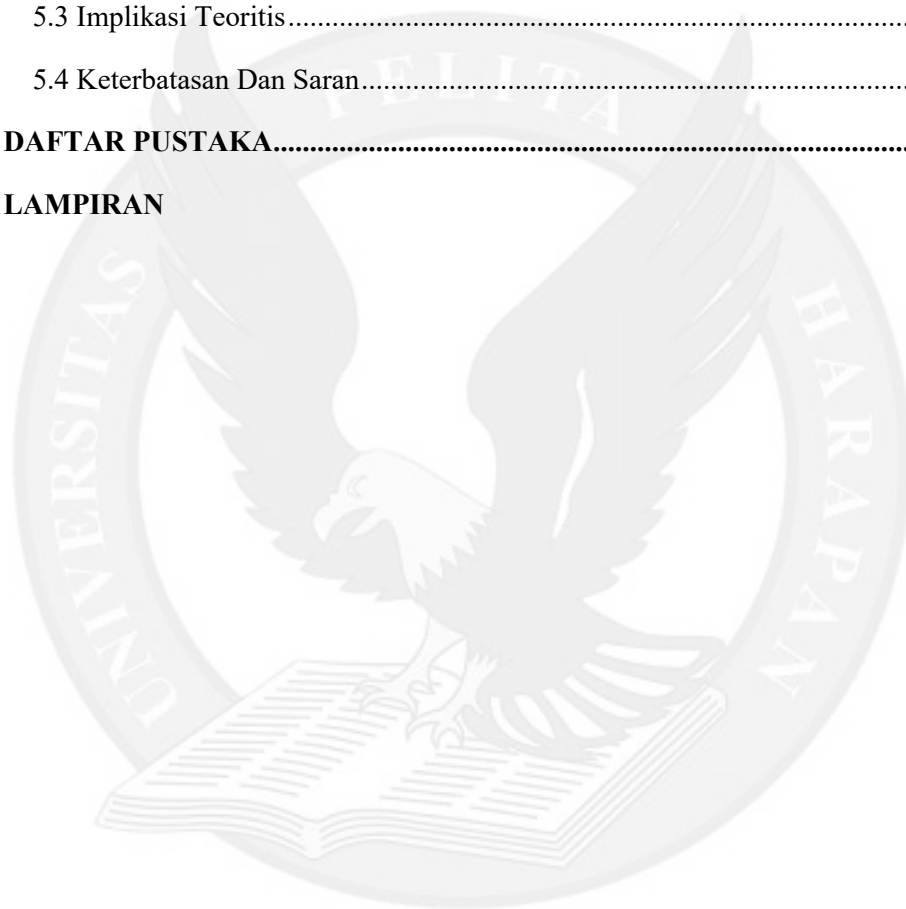 5.3 Implikasi Teoritis................................................................................
5.4 Keterbatasan Dan Saran......................................................................
DAFTAR PUSTAKA................................................................................
LAMPIRAN
UNIVERSITAS PELITA HARAPAN